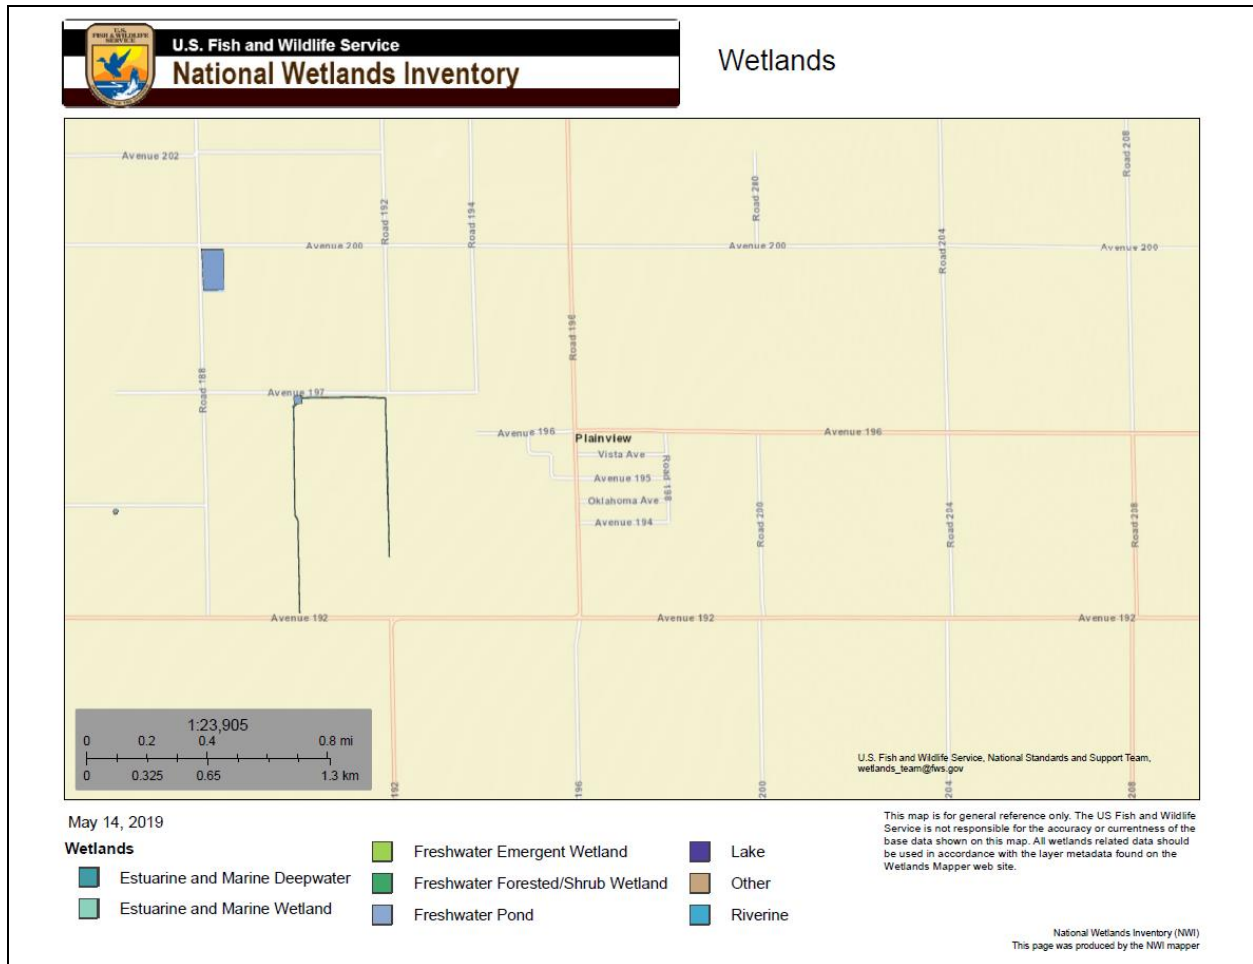 U.S.
FISH & WILDLIFE
SERVICE
U.S. Fish and Wildlife Service
National Wetlands Inventory
Wetlands
Avenue 202
Road 192
Road 194
Road 280
Road 208
Avenue 200
Avenue 200
Road 204
Avenue 200
Road 196
Road 188
Avenue 197
Avenue 196
Plainview
Avenue 196
Vista Ave
Avenue 195
Road 198
Oklahoma Ave
Avenue 194
Road 200
Road 204
Road 208
Avenue 192
Avenue 192
Avenue 192
1:23,905
0 0.2 0.4 0.8 mi
0 0.325 0.65 1.3 km
192
196
200
204
208
U.S. Fish and Wildlife Service, National Standards and Support Team,
wetlands_team@fws.gov
May 14, 2019
Wetlands
Estuarine and Marine Deepwater
Estuarine and Marine Wetland
Freshwater Emergent Wetland
Freshwater Forested/Shrub Wetland
Freshwater Pond
Lake
Other
Riverine
This map is for general reference only. The US Fish and Wildlife
Service is not responsible for the accuracy or currentness of the
base data shown on this map. All wetlands related data should
be used in accordance with the layer metadata found on the
Wetlands Mapper web site.
National Wetlands Inventory (NWI)
This page was produced by the NWI mapper